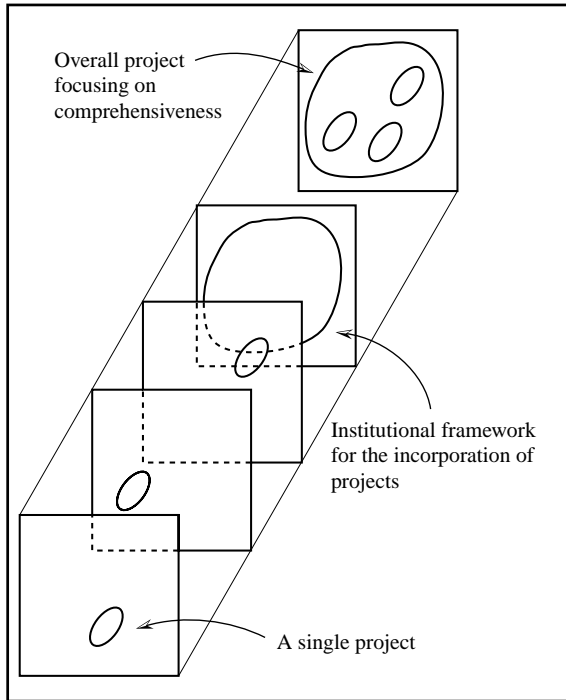 Overall project
focusing on
comprehensiveness
Institutional framework
for the incorporation of
projects
A single project